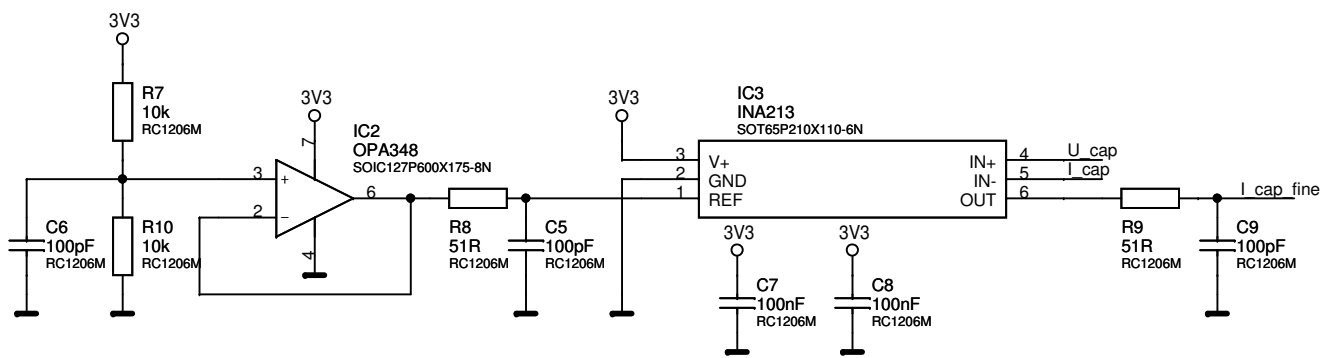 3V3
R7
10k
RC1206M
C6
100pF
RC1206M
R10
10k
RC1206M
3V3
7
IC2
OPA348
SOIC127P600X175-8N
3
+
2
−
6
4
R8
51R
RC1206M
C5
100pF
RC1206M
3V3
IC3
INA213
SOT65P210X110-6N
3
V+
2
GND
1
REF
IN+
4
U_cap
IN-
5
I_cap
OUT
6
3V3
C7
100nF
RC1206M
3V3
C8
100nF
RC1206M
R9
51R
RC1206M
I_cap_fine
C9
100pF
RC1206M